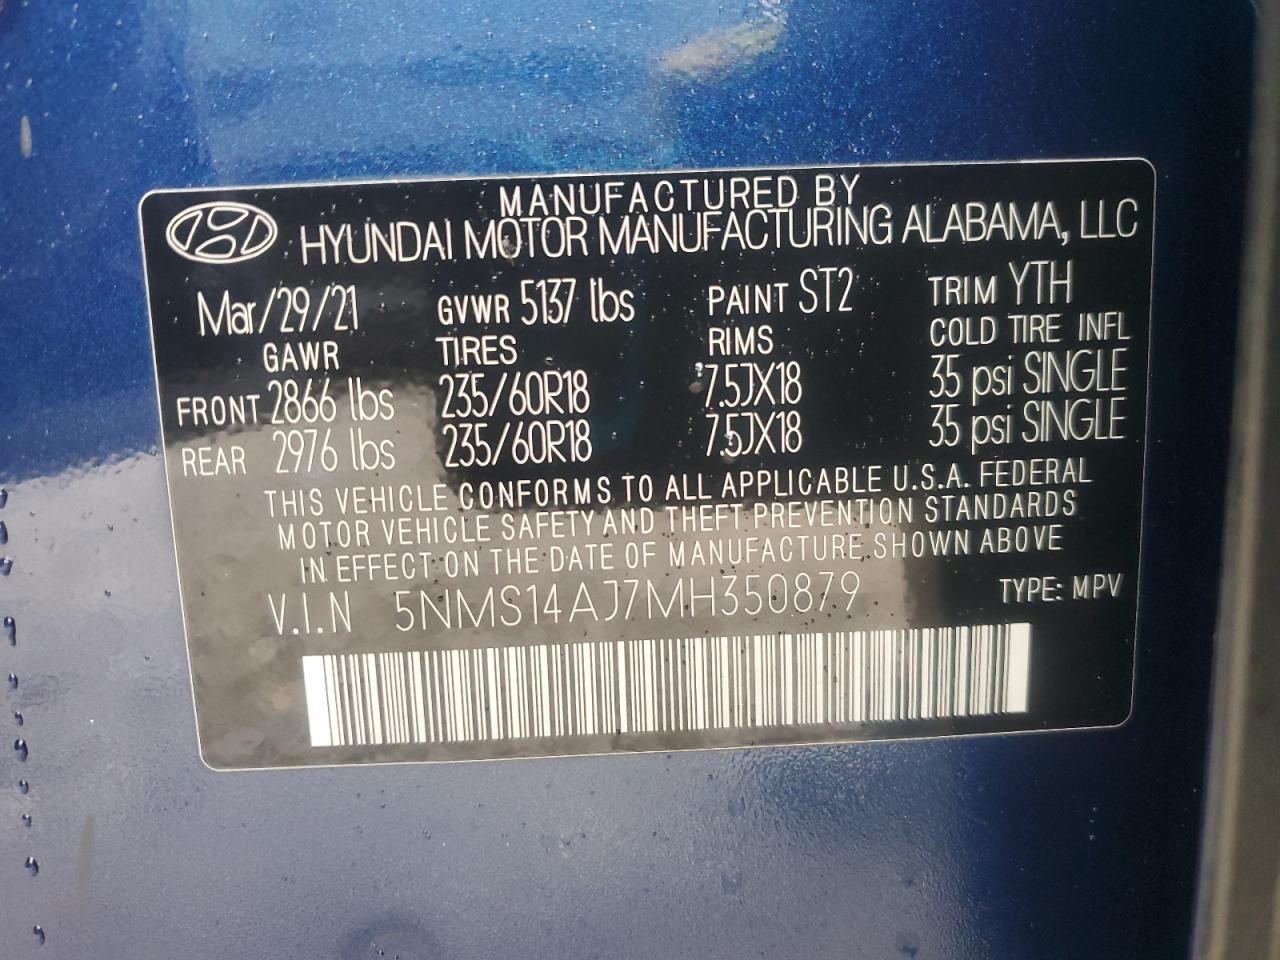 MANUFACTURED BY
HYUNDAI MOTOR MANUFACTURING ALABAMA, LLC
Mar/29/21 GVWR 5137 lbs PAINT ST2 TRIM YTH
GAWR TIRES RIMS COLD TIRE INFL
FRONT 2866 lbs 235/60R18 7.5JX18 35 psi SINGLE
REAR 2976 lbs 235/60R18 7.5JX18 35 psi SINGLE
THIS VEHICLE CONFORMS TO ALL APPLICABLE U.S.A. FEDERAL
MOTOR VEHICLE SAFETY AND THEFT PREVENTION STANDARDS
IN EFFECT ON THE DATE OF MANUFACTURE SHOWN ABOVE
V.I.N 5NMS14AJ7MH350879 TYPE: MPV